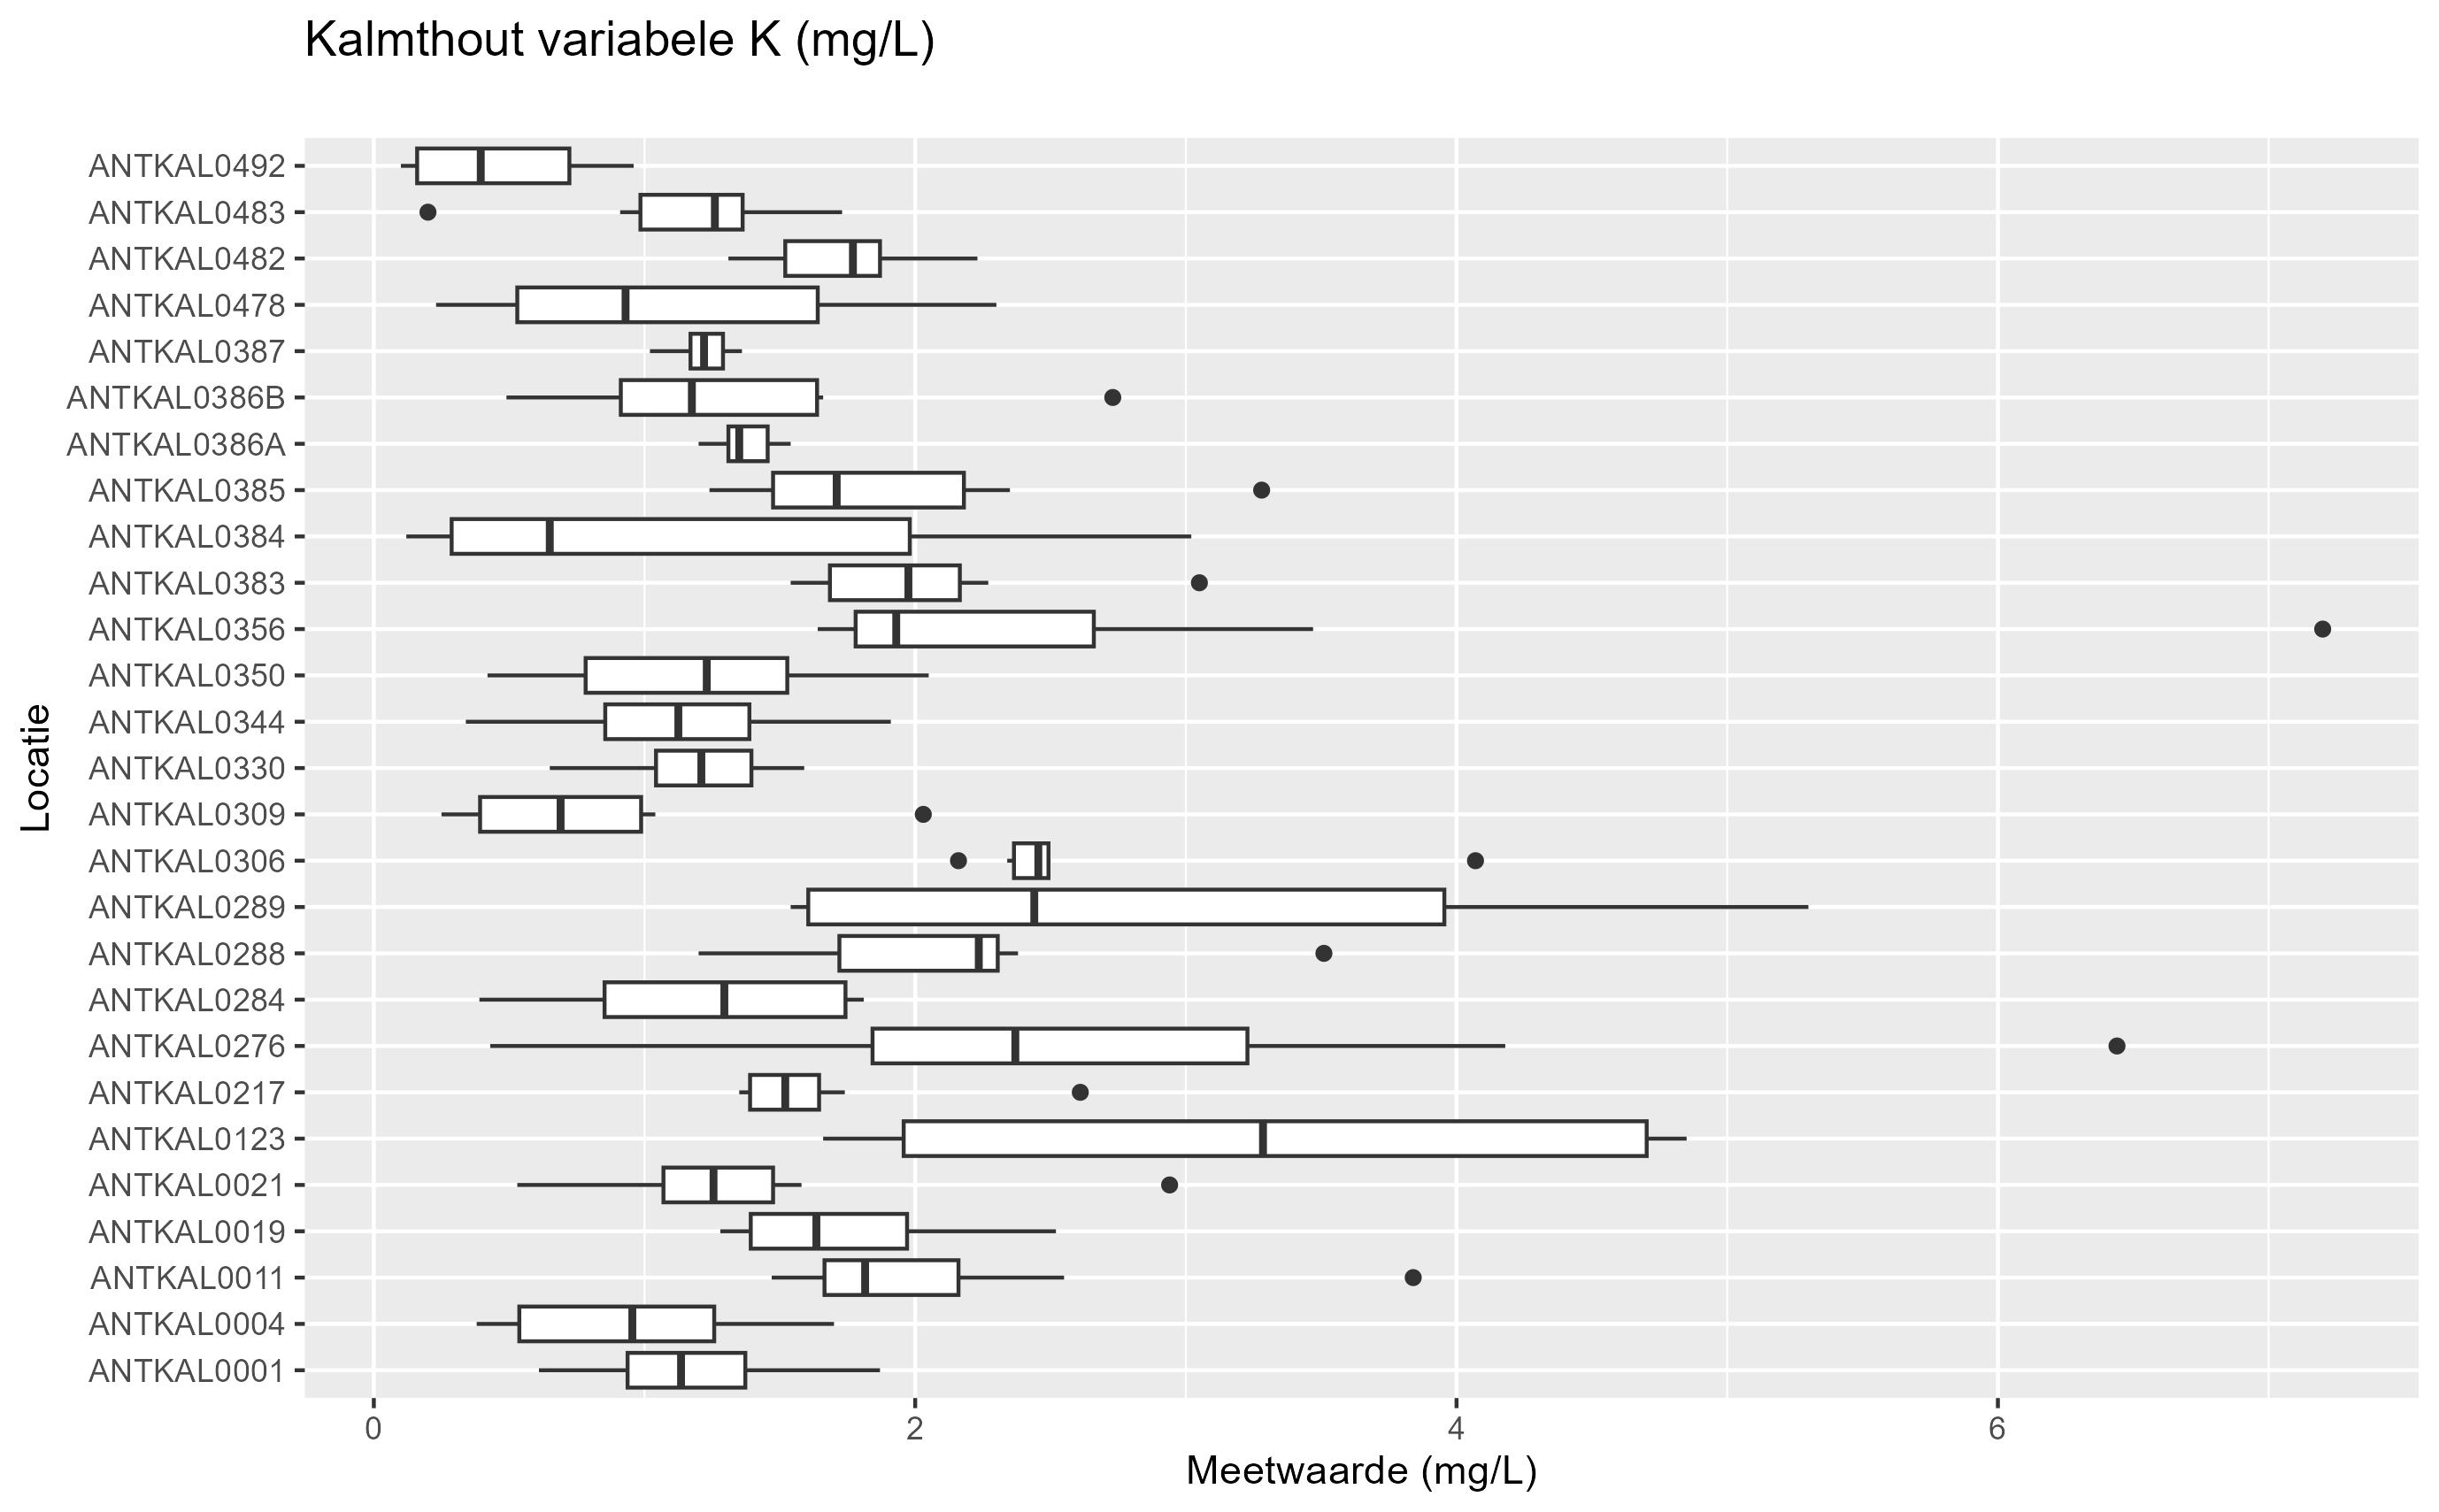 Kalmthout variabele K (mg/L)
ANTKAL0492
ANTKAL0483
ANTKAL0482
ANTKAL0478
ANTKAL0387
ANTKAL0386B
ANTKAL0386A
ANTKAL0385
ANTKAL0384
ANTKAL0383
ANTKAL0356
ANTKAL0350
ANTKAL0344
ANTKAL0330
ANTKAL0309
ANTKAL0306
ANTKAL0289
ANTKAL0288
ANTKAL0284
ANTKAL0276
ANTKAL0217
ANTKAL0123
ANTKAL0021
ANTKAL0019
ANTKAL0011
ANTKAL0004
ANTKAL0001
Locatie
0 2 4 6
Meetwaarde (mg/L)